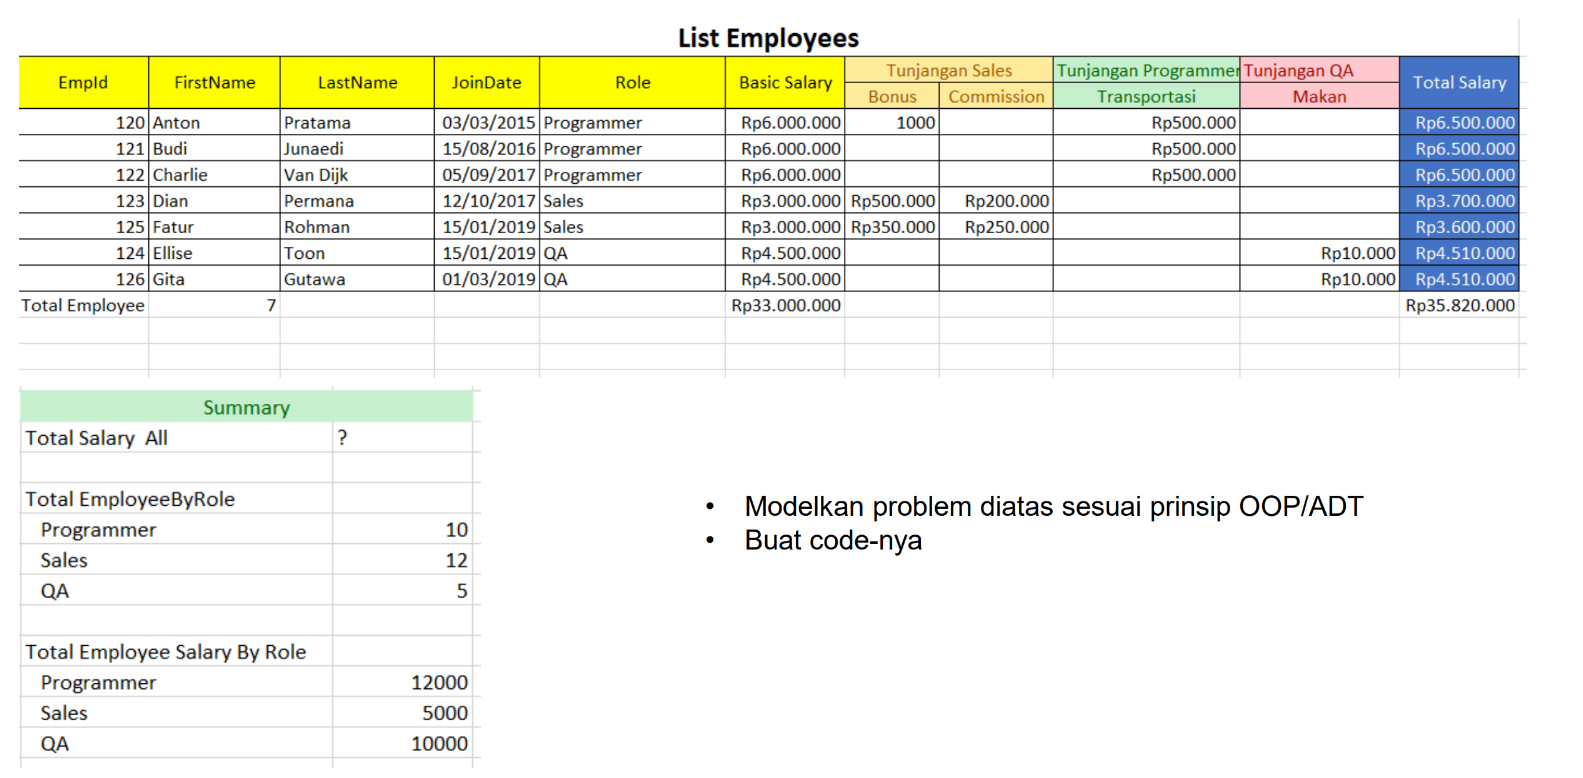 List Employees
EmpId FirstName LastName JoinDate Role Basic Salary Tunjangan Sales Tunjangan Programmer Tunjangan QA Total Salary
Bonus Commission Transportasi Makan
120 Anton Pratama 03/03/2015 Programmer Rp6.000.000 1000 Rp500.000 Rp6.500.000
121 Budi Junaedi 15/08/2016 Programmer Rp6.000.000 Rp500.000 Rp6.500.000
122 Charlie Van Dijk 05/09/2017 Programmer Rp6.000.000 Rp500.000 Rp6.500.000
123 Dian Permana 12/10/2017 Sales Rp3.000.000 Rp500.000 Rp200.000 Rp3.700.000
125 Fatur Rohman 15/01/2019 Sales Rp3.000.000 Rp350.000 Rp250.000 Rp3.600.000
124 Ellise Toon 15/01/2019 QA Rp4.500.000 Rp10.000 Rp4.510.000
126 Gita Gutawa 01/03/2019 QA Rp4.500.000 Rp10.000 Rp4.510.000
Total Employee 7 Rp33.000.000 Rp35.820.000
Summary
Total Salary All ?
Total EmployeeByRole
Programmer 10
Sales 12
QA 5
Total Employee Salary By Role
Programmer 12000
Sales 5000
QA 10000
• Modelkan problem diatas sesuai prinsip OOP/ADT
• Buat code-nya